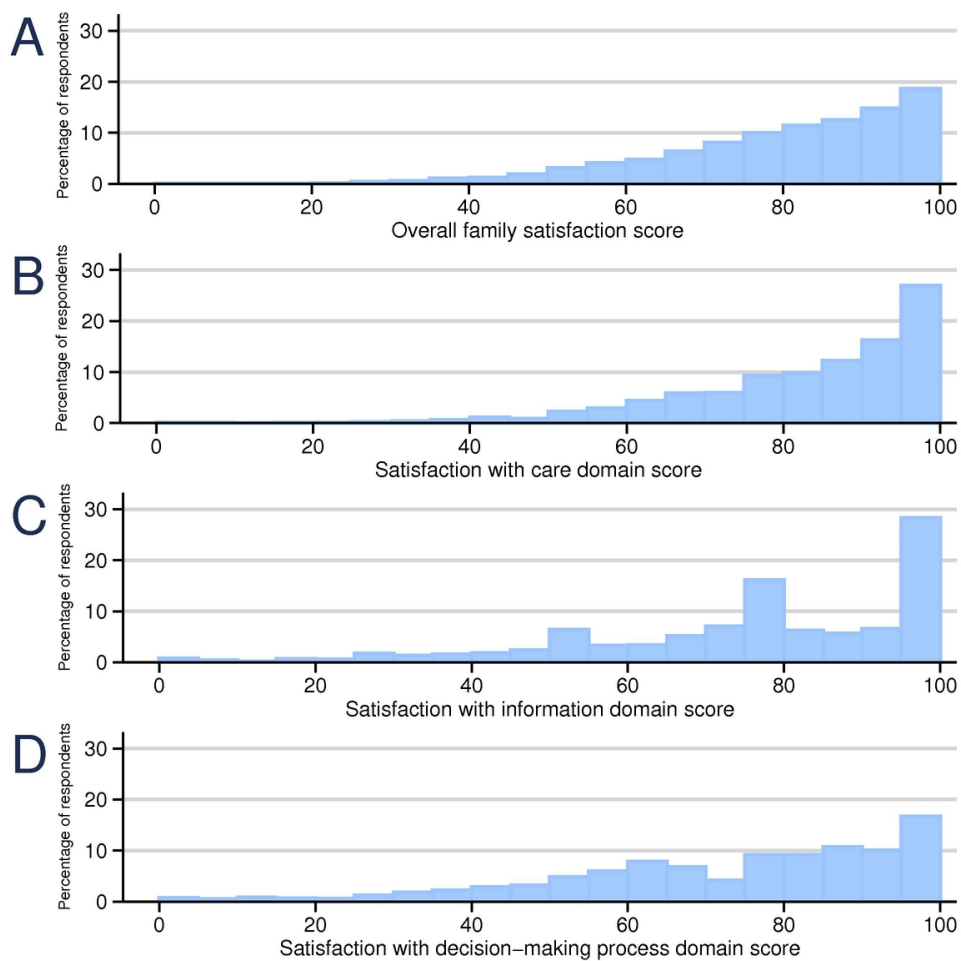 A
Percentage of respondents
30
20
10
0
0 20 40 60 80 100
Overall family satisfaction score
B
Percentage of respondents
30
20
10
0
0 20 40 60 80 100
Satisfaction with care domain score
C
Percentage of respondents
30
20
10
0
0 20 40 60 80 100
Satisfaction with information domain score
D
Percentage of respondents
30
20
10
0
0 20 40 60 80 100
Satisfaction with decision−making process domain score